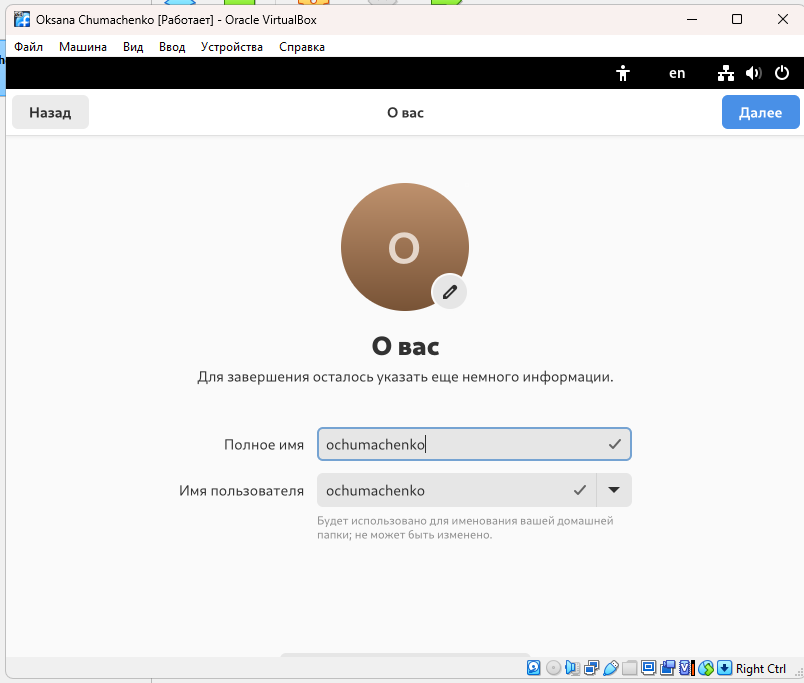 Oksana Chumachenko [Работает] - Oracle VirtualBox
Файл Машина Вид Ввод Устройства Справка
en
Назад О вас Далее
O
О вас
Для завершения осталось указать еще немного информации.
Полное имя ochumachenko
Имя пользователя ochumachenko
Будет использовано для именования вашей домашней
папки; не может быть изменено.
Right Ctrl